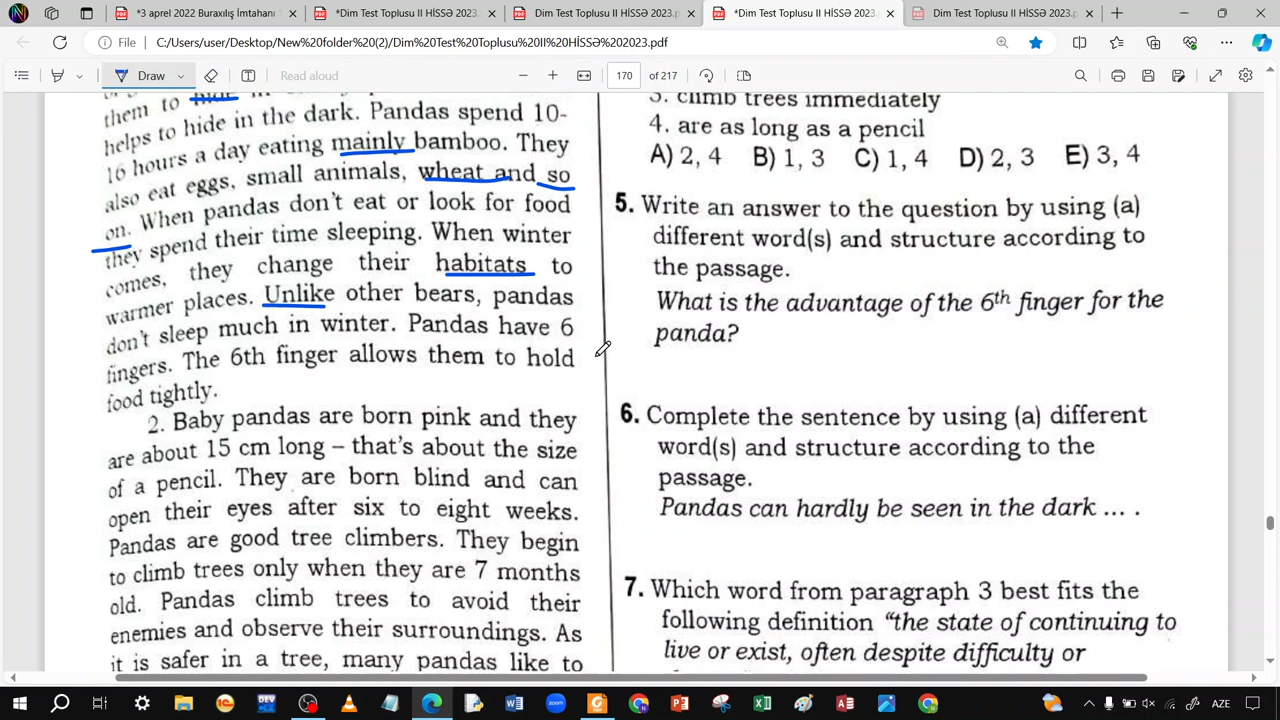 *3 aprel 2022 Buraxılış İmtahanı
*Dim Test Toplusu II HİSSƏ 2023.
Dim Test Toplusu II HİSSƏ 2023.p
*Dim Test Toplusu II HİSSƏ 2023.
Dim Test Toplusu II HİSSƏ 2023.p
File
C:/Users/user/Desktop/New%20folder%20(2)/Dim%20Test%20Toplusu%20II%20HİSSƏ%202023.pdf
Draw
Read aloud
170 of 217
them to hide in
helps to hide in the dark. Pandas spend 10-
16 hours a day eating mainly bamboo. They
also eat eggs, small animals, wheat and so
on. When pandas don't eat or look for food
they spend their time sleeping. When winter
comes, they change their habitats to
warmer places. Unlike other bears, pandas
don't sleep much in winter. Pandas have 6
fingers. The 6th finger allows them to hold
food tightly.
2. Baby pandas are born pink and they
are about 15 cm long – that's about the size
of a pencil. They are born blind and can
open their eyes after six to eight weeks.
Pandas are good tree climbers. They begin
to climb trees only when they are 7 months
old. Pandas climb trees to avoid their
enemies and observe their surroundings. As
it is safer in a tree, many pandas like to
3. climb trees immediately
4. are as long as a pencil
A) 2, 4 B) 1, 3 C) 1, 4 D) 2, 3 E) 3, 4
5. Write an answer to the question by using (a)
different word(s) and structure according to
the passage.
What is the advantage of the 6th finger for the
panda?
6. Complete the sentence by using (a) different
word(s) and structure according to the
passage.
Pandas can hardly be seen in the dark ... .
7. Which word from paragraph 3 best fits the
following definition "the state of continuing to
live or exist, often despite difficulty or
AZE